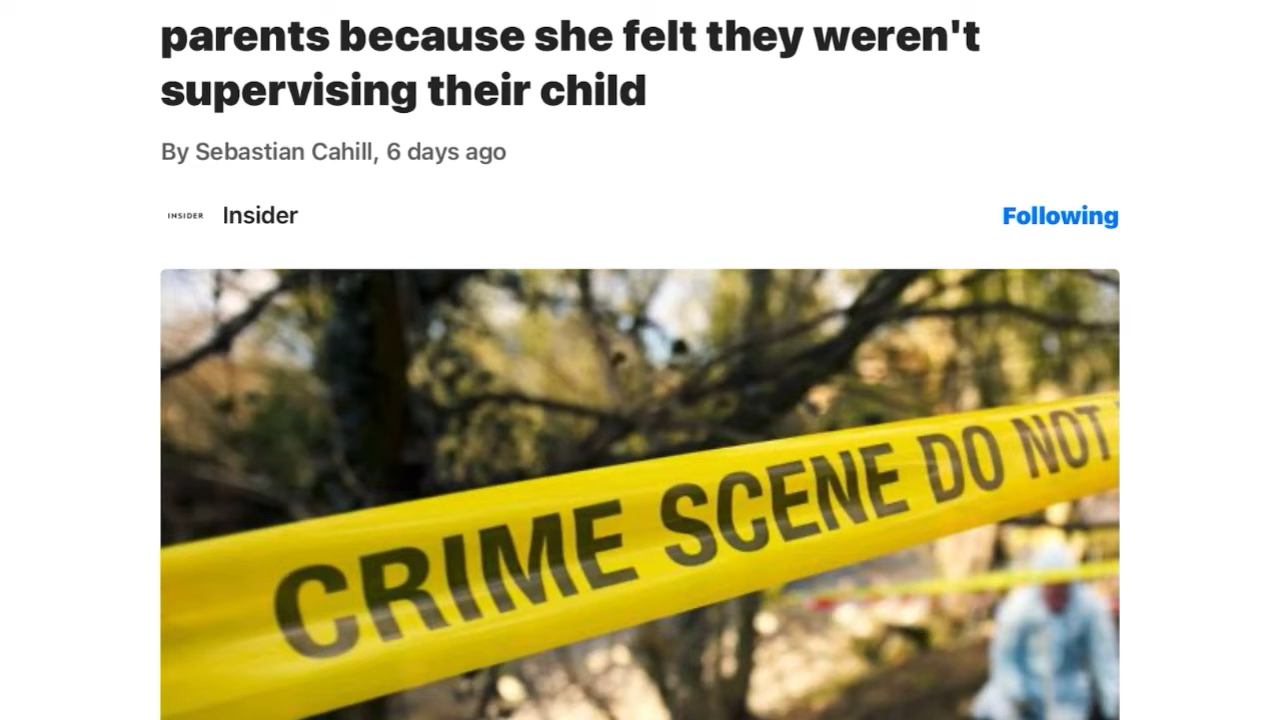 parents because she felt they weren't
supervising their child
By Sebastian Cahill, 6 days ago
INSIDER Insider Following
CRIME SCENE DO NOT